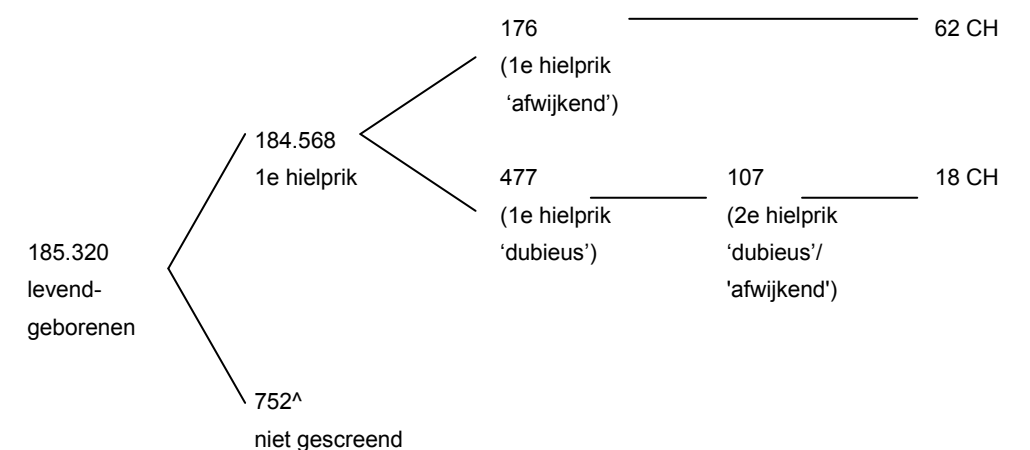 176
(1e hielprik
‘afwijkend’)
62 CH
184.568
1e hielprik
477
(1e hielprik
‘dubieus’)
107
(2e hielprik
‘dubieus’/
'afwijkend')
18 CH
185.320
levend-
geborenen
752^
niet gescreend